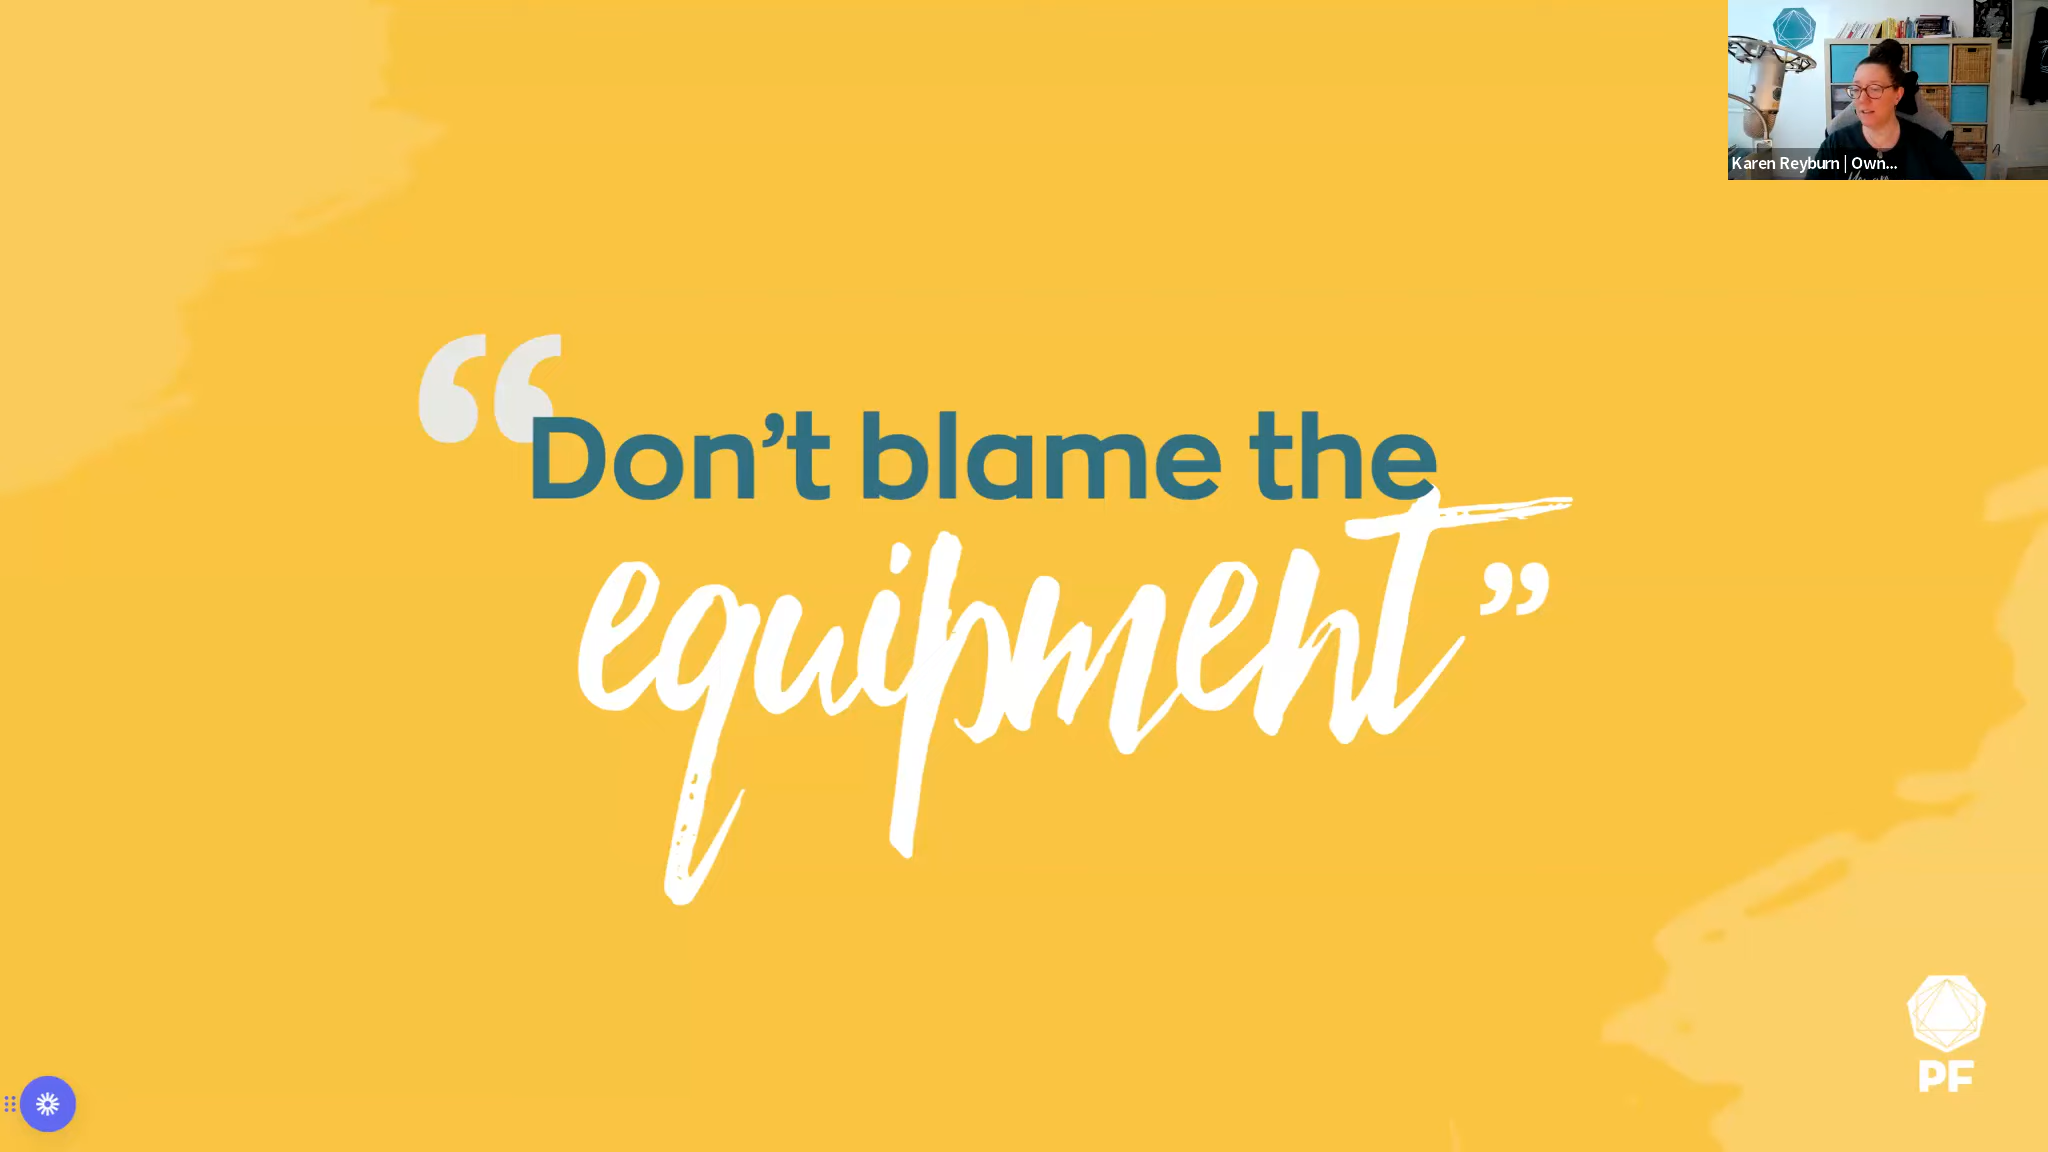 Karen Reyburn | Own...
“Don’t blame the
equipment”
PF